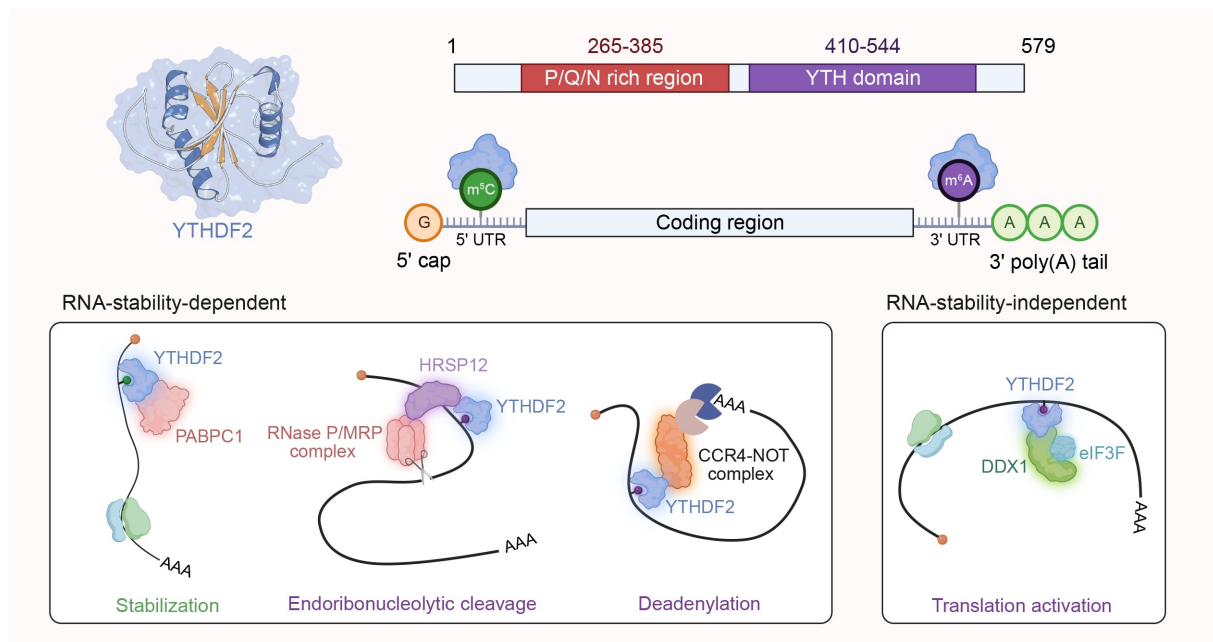 1
265-385
410-544
579
P/Q/N rich region
YTH domain
YTHDF2
m⁵C
m⁶A
G
Coding region
A A A
5' UTR
3' UTR
5' cap
3' poly(A) tail
RNA-stability-dependent
YTHDF2
PABPC1
AAA
Stabilization
HRSP12
YTHDF2
RNase P/MRP
complex
AAA
Endoribonucleolytic cleavage
AAA
CCR4-NOT
complex
YTHDF2
Deadenylation
RNA-stability-independent
YTHDF2
eIF3F
DDX1
AAA
Translation activation